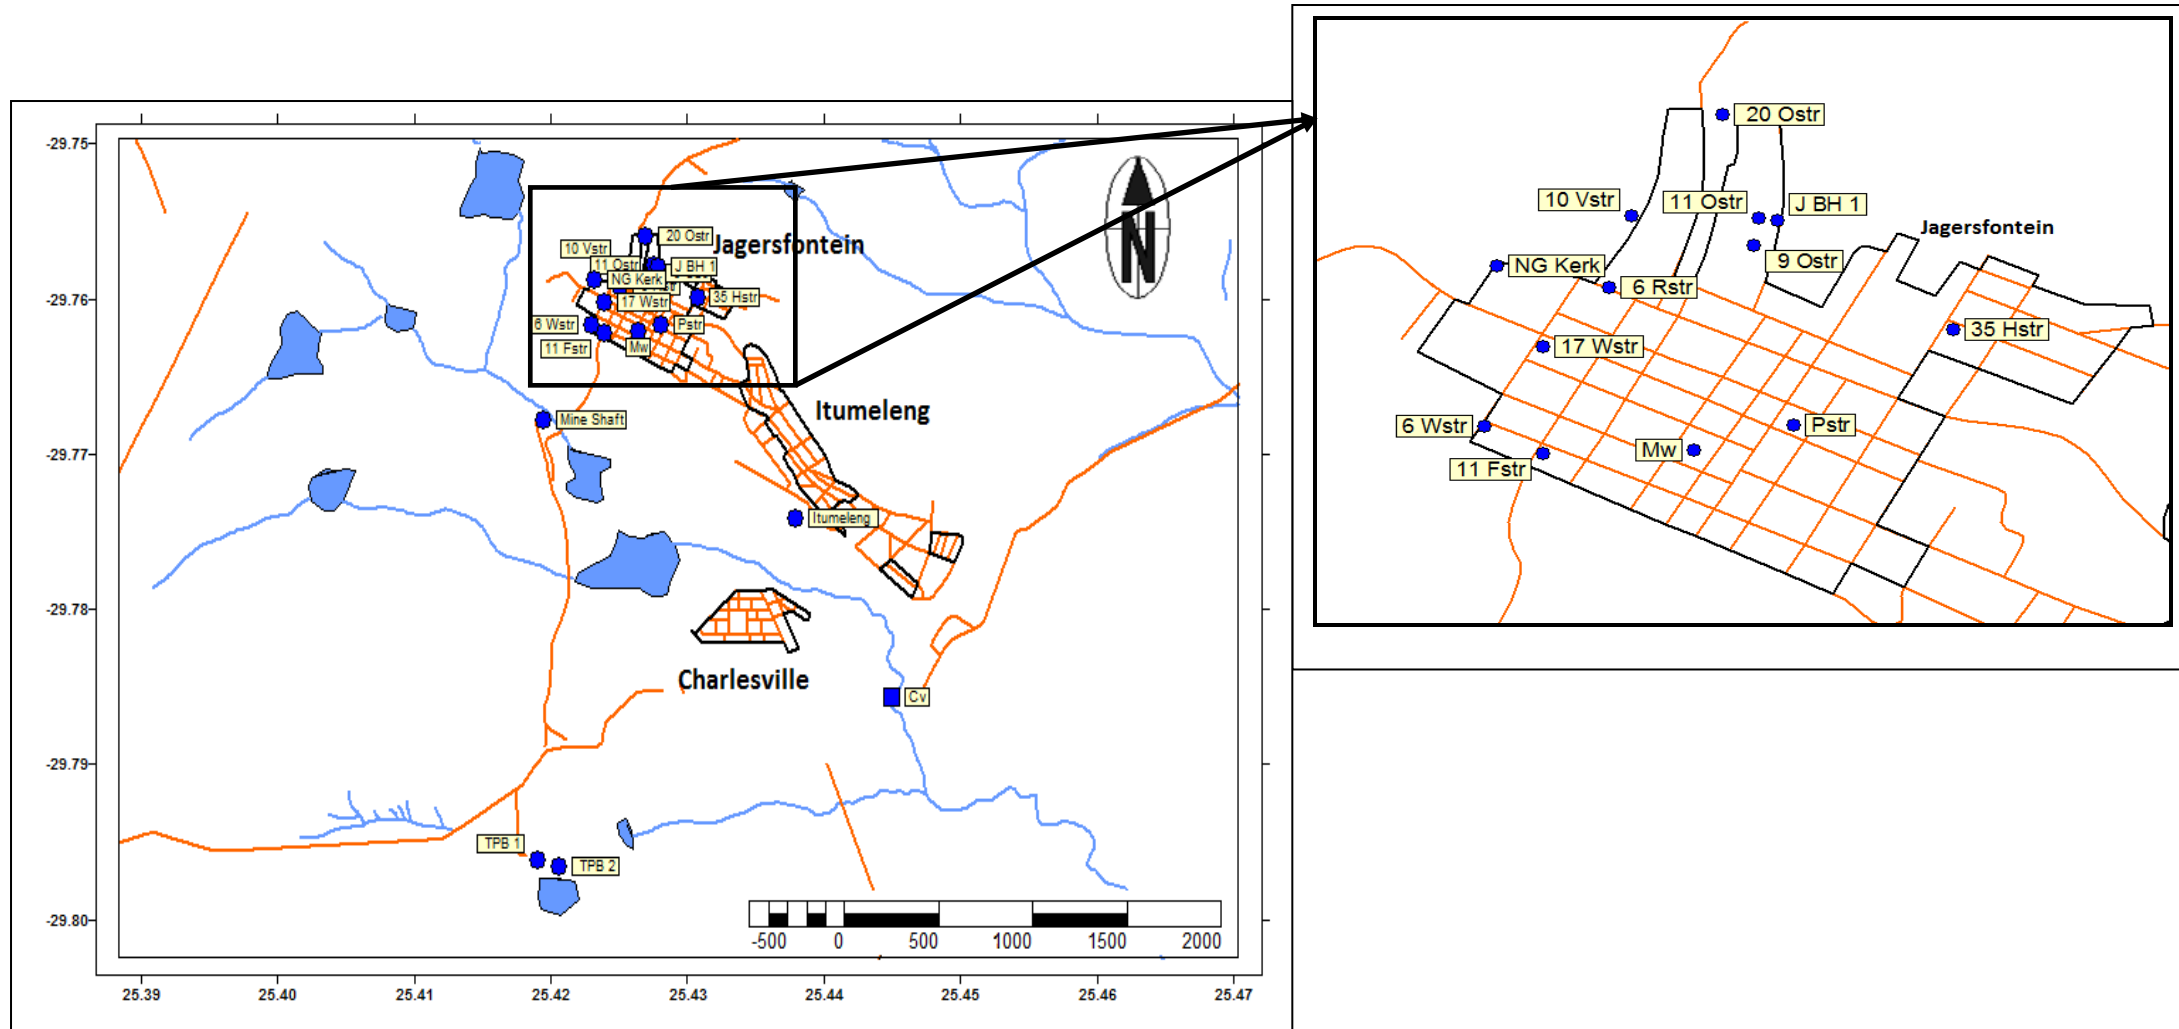 -29.75
-29.76
-29.77
-29.78
-29.79
-29.80
25.39
25.40
25.41
25.42
25.43
25.44
25.45
25.46
25.47
N
20 Ostr
Jagersfontein
10 Vstr
11 Ostr
J BH 1
NG Kerk
17 Wstr
35 Hstr
6 Wstr
Pstr
11 Fstr
Mw
Itumeleng
Mine Shaft
Itumeleng
Charlesville
Cv
TPB 1
TPB 2
-500
0
500
1000
1500
2000
20 Ostr
10 Vstr
11 Ostr
J BH 1
Jagersfontein
9 Ostr
NG Kerk
6 Rstr
35 Hstr
17 Wstr
6 Wstr
Pstr
Mw
11 Fstr